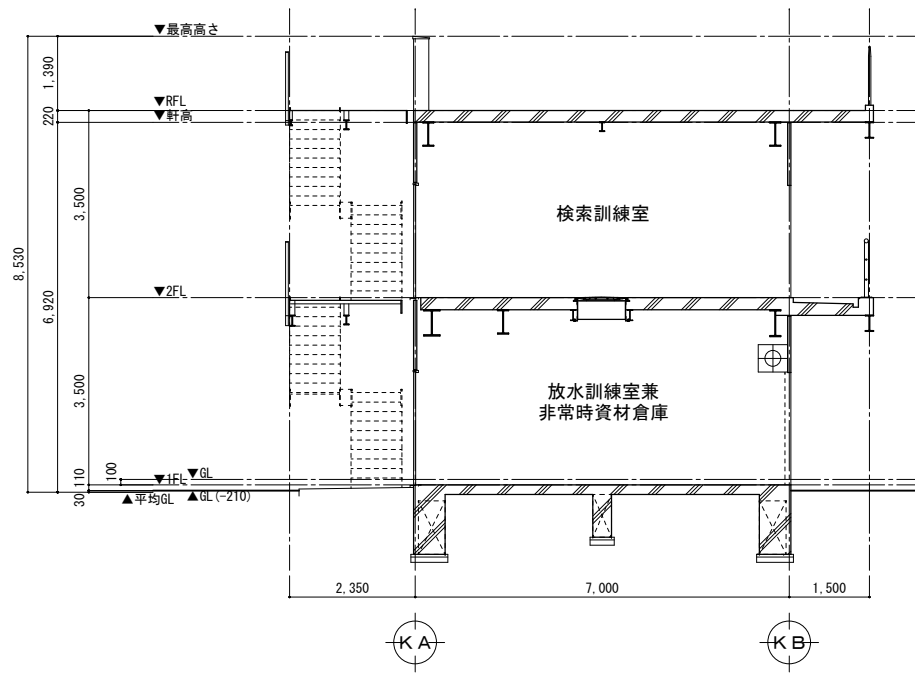 ▼最高高さ
1,390
▼RFL
220
▼軒高
3,500
検索訓練室
8,530
▼2FL
6,920
3,500
放水訓練室兼
非常時資材倉庫
100
▼GL
▼1FL
110
30
▲平均GL
▲GL(-210)
2,350
7,000
1,500
KA
KB